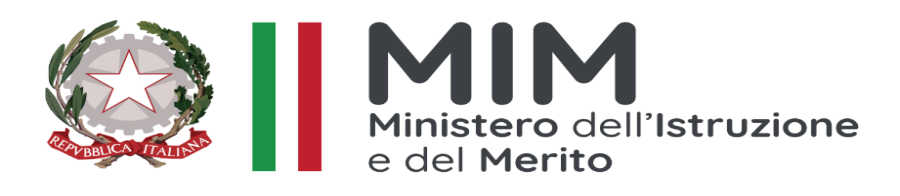 REPVBBLICA ITALIANA
MIM
Ministero dell'Istruzione
e del Merito